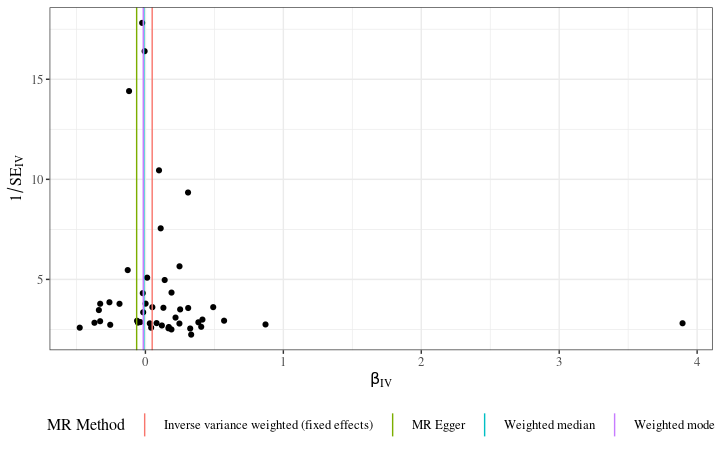 15
10
5
1/SE_IV
0 1 2 3 4
β_IV
MR Method Inverse variance weighted (fixed effects) MR Egger Weighted median Weighted mode